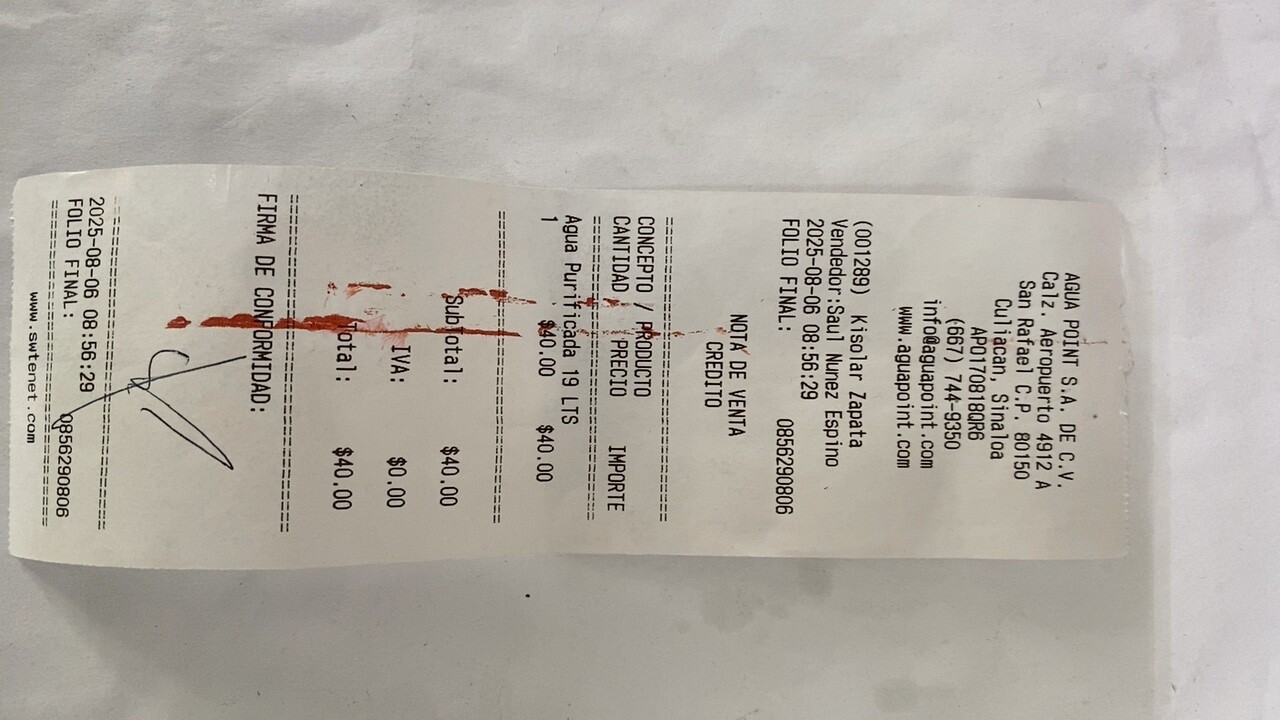 AGUA POINT S.A. DE C.V.
Calz. Aeropuerto 4912 A
San Rafael C.P. 80150
Culiacan, Sinaloa
APO170818QR6
(667) 744-9350
info@aguapoint.com
www.aguapoint.com
(001289) Kisolar Zapata
Vendedor:Saul Nunez Espino
2025-08-06 08:56:29
FOLIO FINAL: 0856290806
NOTA DE VENTA
CREDITO
================================
CONCEPTO / PRODUCTO
CANTIDAD PRECIO IMPORTE
================================
Agua Purificada 19 LTS
1 $40.00 $40.00
================================
SubTotal: $40.00
IVA: $0.00
Total: $40.00
================================
FIRMA DE CONFORMIDAD:
================================
2025-08-06 08:56:29
FOLIO FINAL: 0856290806
================================
www.swtenet.com